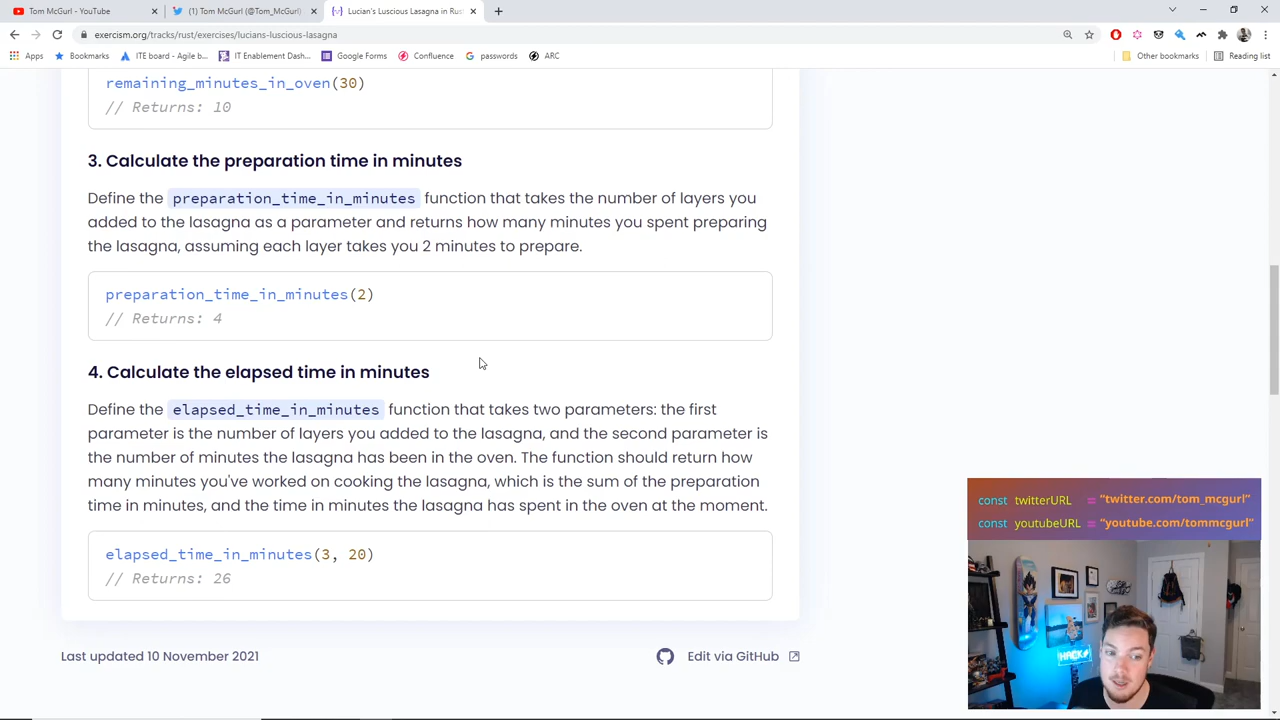 Tom McGurl - YouTube
(1) Tom McGurl (@Tom_McGurl)
Lucian's Luscious Lasagna in Rus
exercism.org/tracks/rust/exercises/lucians-luscious-lasagna
Apps
Bookmarks
ITE board - Agile b...
IT Enablement Dash...
Google Forms
Confluence
passwords
ARC
Other bookmarks
Reading list
remaining_minutes_in_oven(30)
// Returns: 10
3. Calculate the preparation time in minutes
Define the preparation_time_in_minutes function that takes the number of layers you
added to the lasagna as a parameter and returns how many minutes you spent preparing
the lasagna, assuming each layer takes you 2 minutes to prepare.
preparation_time_in_minutes(2)
// Returns: 4
4. Calculate the elapsed time in minutes
Define the elapsed_time_in_minutes function that takes two parameters: the first
parameter is the number of layers you added to the lasagna, and the second parameter is
the number of minutes the lasagna has been in the oven. The function should return how
many minutes you've worked on cooking the lasagna, which is the sum of the preparation
time in minutes, and the time in minutes the lasagna has spent in the oven at the moment.
elapsed_time_in_minutes(3, 20)
// Returns: 26
Last updated 10 November 2021
Edit via GitHub
const twitterURL = "twitter.com/tom_mcgurl"
const youtubeURL = "youtube.com/tommcgurl"
HACK